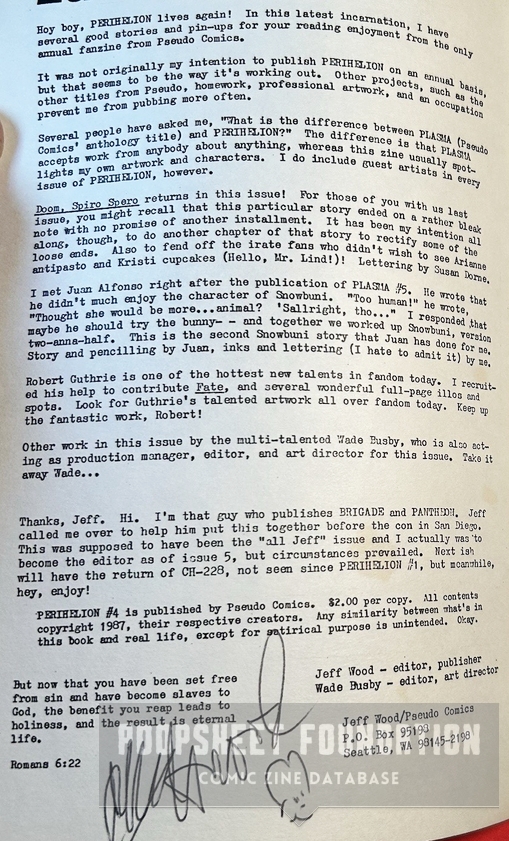 Hoy boy, PERIHELION lives again! In this latest incarnation, I have
several good stories and pin-ups for your reading enjoyment from the only
annual fanzine from Pseudo Comics.
It was not originally my intention to publish PERIHELION on an annual basis,
but that seems to be the way it's working out. Other projects, such as the
other titles from Pseudo, homework, professional artwork, and an occupation
prevent me from pubbing more often.
Several people have asked me, "What is the difference between PLASMA (Pseudo
Comics' anthology title) and PERIHELION?" The difference is that PLASMA
accepts work from anybody about anything, whereas this zine usually spot-
lights my own artwork and characters. I do include guest artists in every
issue of PERIHELION, however.
Doom, Spiro Spero returns in this issue! For those of you with us last
issue, you might recall that this particular story ended on a rather bleak
note with no promise of another installment. It has been my intention all
along, though, to do another chapter of that story to rectify some of the
loose ends. Also to fend off the irate fans who didn't wish to see Arianne
antipasto and Kristi cupcakes (Hello, Mr. Lind!)! Lettering by Susan Dorne.
I met Juan Alfonso right after the publication of PLASMA #5. He wrote that
he didn't much enjoy the character of Snowbuni. "Too human!" he wrote,
"Thought she would be more...animal? 'Sallright, tho..." I responded that
maybe he should try the bunny- - and together we worked up Snowbuni, version
two-anna-half. This is the second Snowbuni story that Juan has done for me.
Story and pencilling by Juan, inks and lettering (I hate to admit it) by me.
Robert Guthrie is one of the hottest new talents in fandom today. I recruit-
ed his help to contribute Fate, and several wonderful full-page illos and
spots. Look for Guthrie's talented artwork all over fandom today. Keep up
the fantastic work, Robert!
Other work in this issue by the multi-talented Wade Busby, who is also act-
ing as production manager, editor, and art director for this issue. Take it
away Wade...
Thanks, Jeff. Hi. I'm that guy who publishes BRIGADE and PANTHEON. Jeff
called me over to help him put this together before the con in San Diego.
This was supposed to have been the "all Jeff" issue and I actually was to
become the editor as of issue 5, but circumstances prevailed. Next ish
will have the return of CH-228, not seen since PERIHELION #1, but meanwhile,
hey, enjoy!
PERIHELION #4 is published by Pseudo Comics. $2.00 per copy. All contents
copyright 1987, their respective creators. Any similarity between what's in
this book and real life, except for satirical purpose is unintended. Okay.
But now that you have been set free
from sin and have become slaves to
God, the benefit you reap leads to
holiness, and the result is eternal
life.
Romans 6:22
Jeff Wood - editor, publisher
Wade Busby - editor, art director
Jeff Wood/Pseudo Comics
P.O. Box 95193
Seattle, WA 98145-2198
POOPSHEET FOUNDATION
COMIC ZINE DATABASE